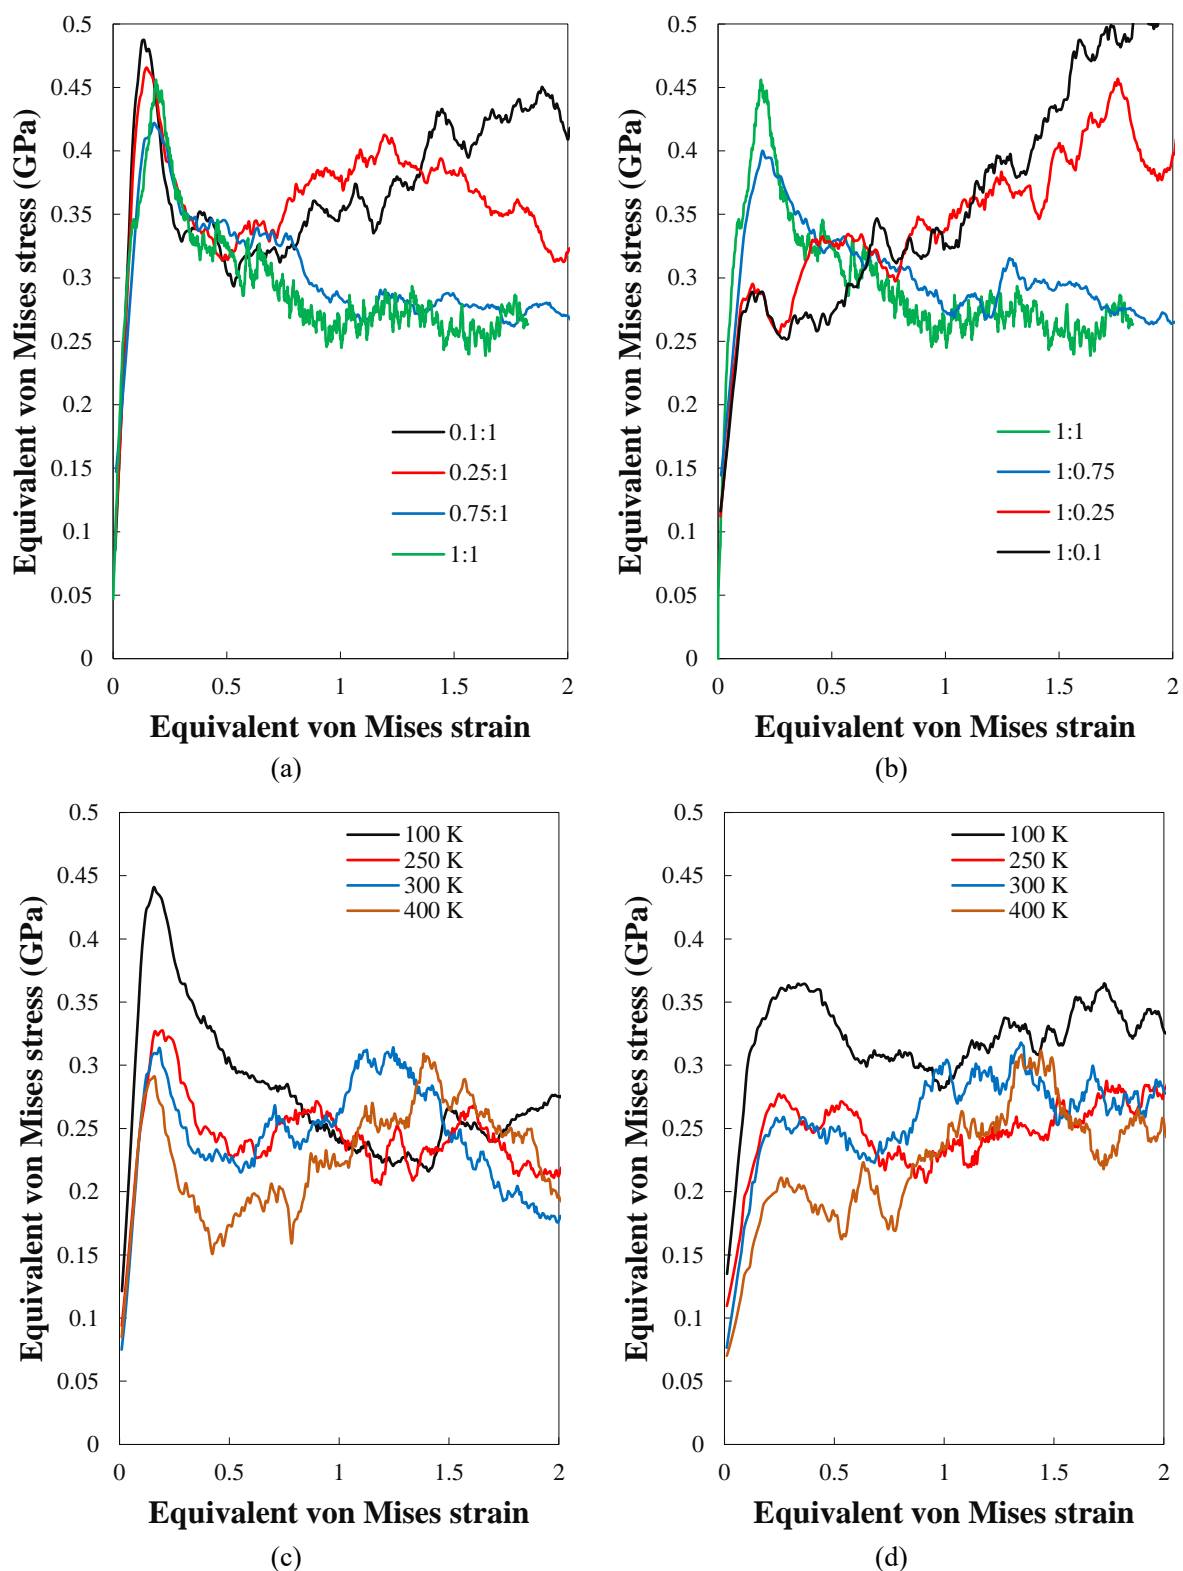 0.5
0.45
0.4
0.35
0.3
0.25
0.2
0.15
0.1
0.05
0
0 0.5 1 1.5 2
Equivalent von Mises stress (GPa)
Equivalent von Mises strain
0.1:1
0.25:1
0.75:1
1:1
(a)
0.5
0.45
0.4
0.35
0.3
0.25
0.2
0.15
0.1
0.05
0
0 0.5 1 1.5 2
Equivalent von Mises stress (GPa)
Equivalent von Mises strain
1:1
1:0.75
1:0.25
1:0.1
(b)
0.5
0.45
0.4
0.35
0.3
0.25
0.2
0.15
0.1
0.05
0
0 0.5 1 1.5 2
Equivalent von Mises stress (GPa)
Equivalent von Mises strain
100 K
250 K
300 K
400 K
(c)
0.5
0.45
0.4
0.35
0.3
0.25
0.2
0.15
0.1
0.05
0
0 0.5 1 1.5 2
Equivalent von Mises stress (GPa)
Equivalent von Mises strain
100 K
250 K
300 K
400 K
(d)